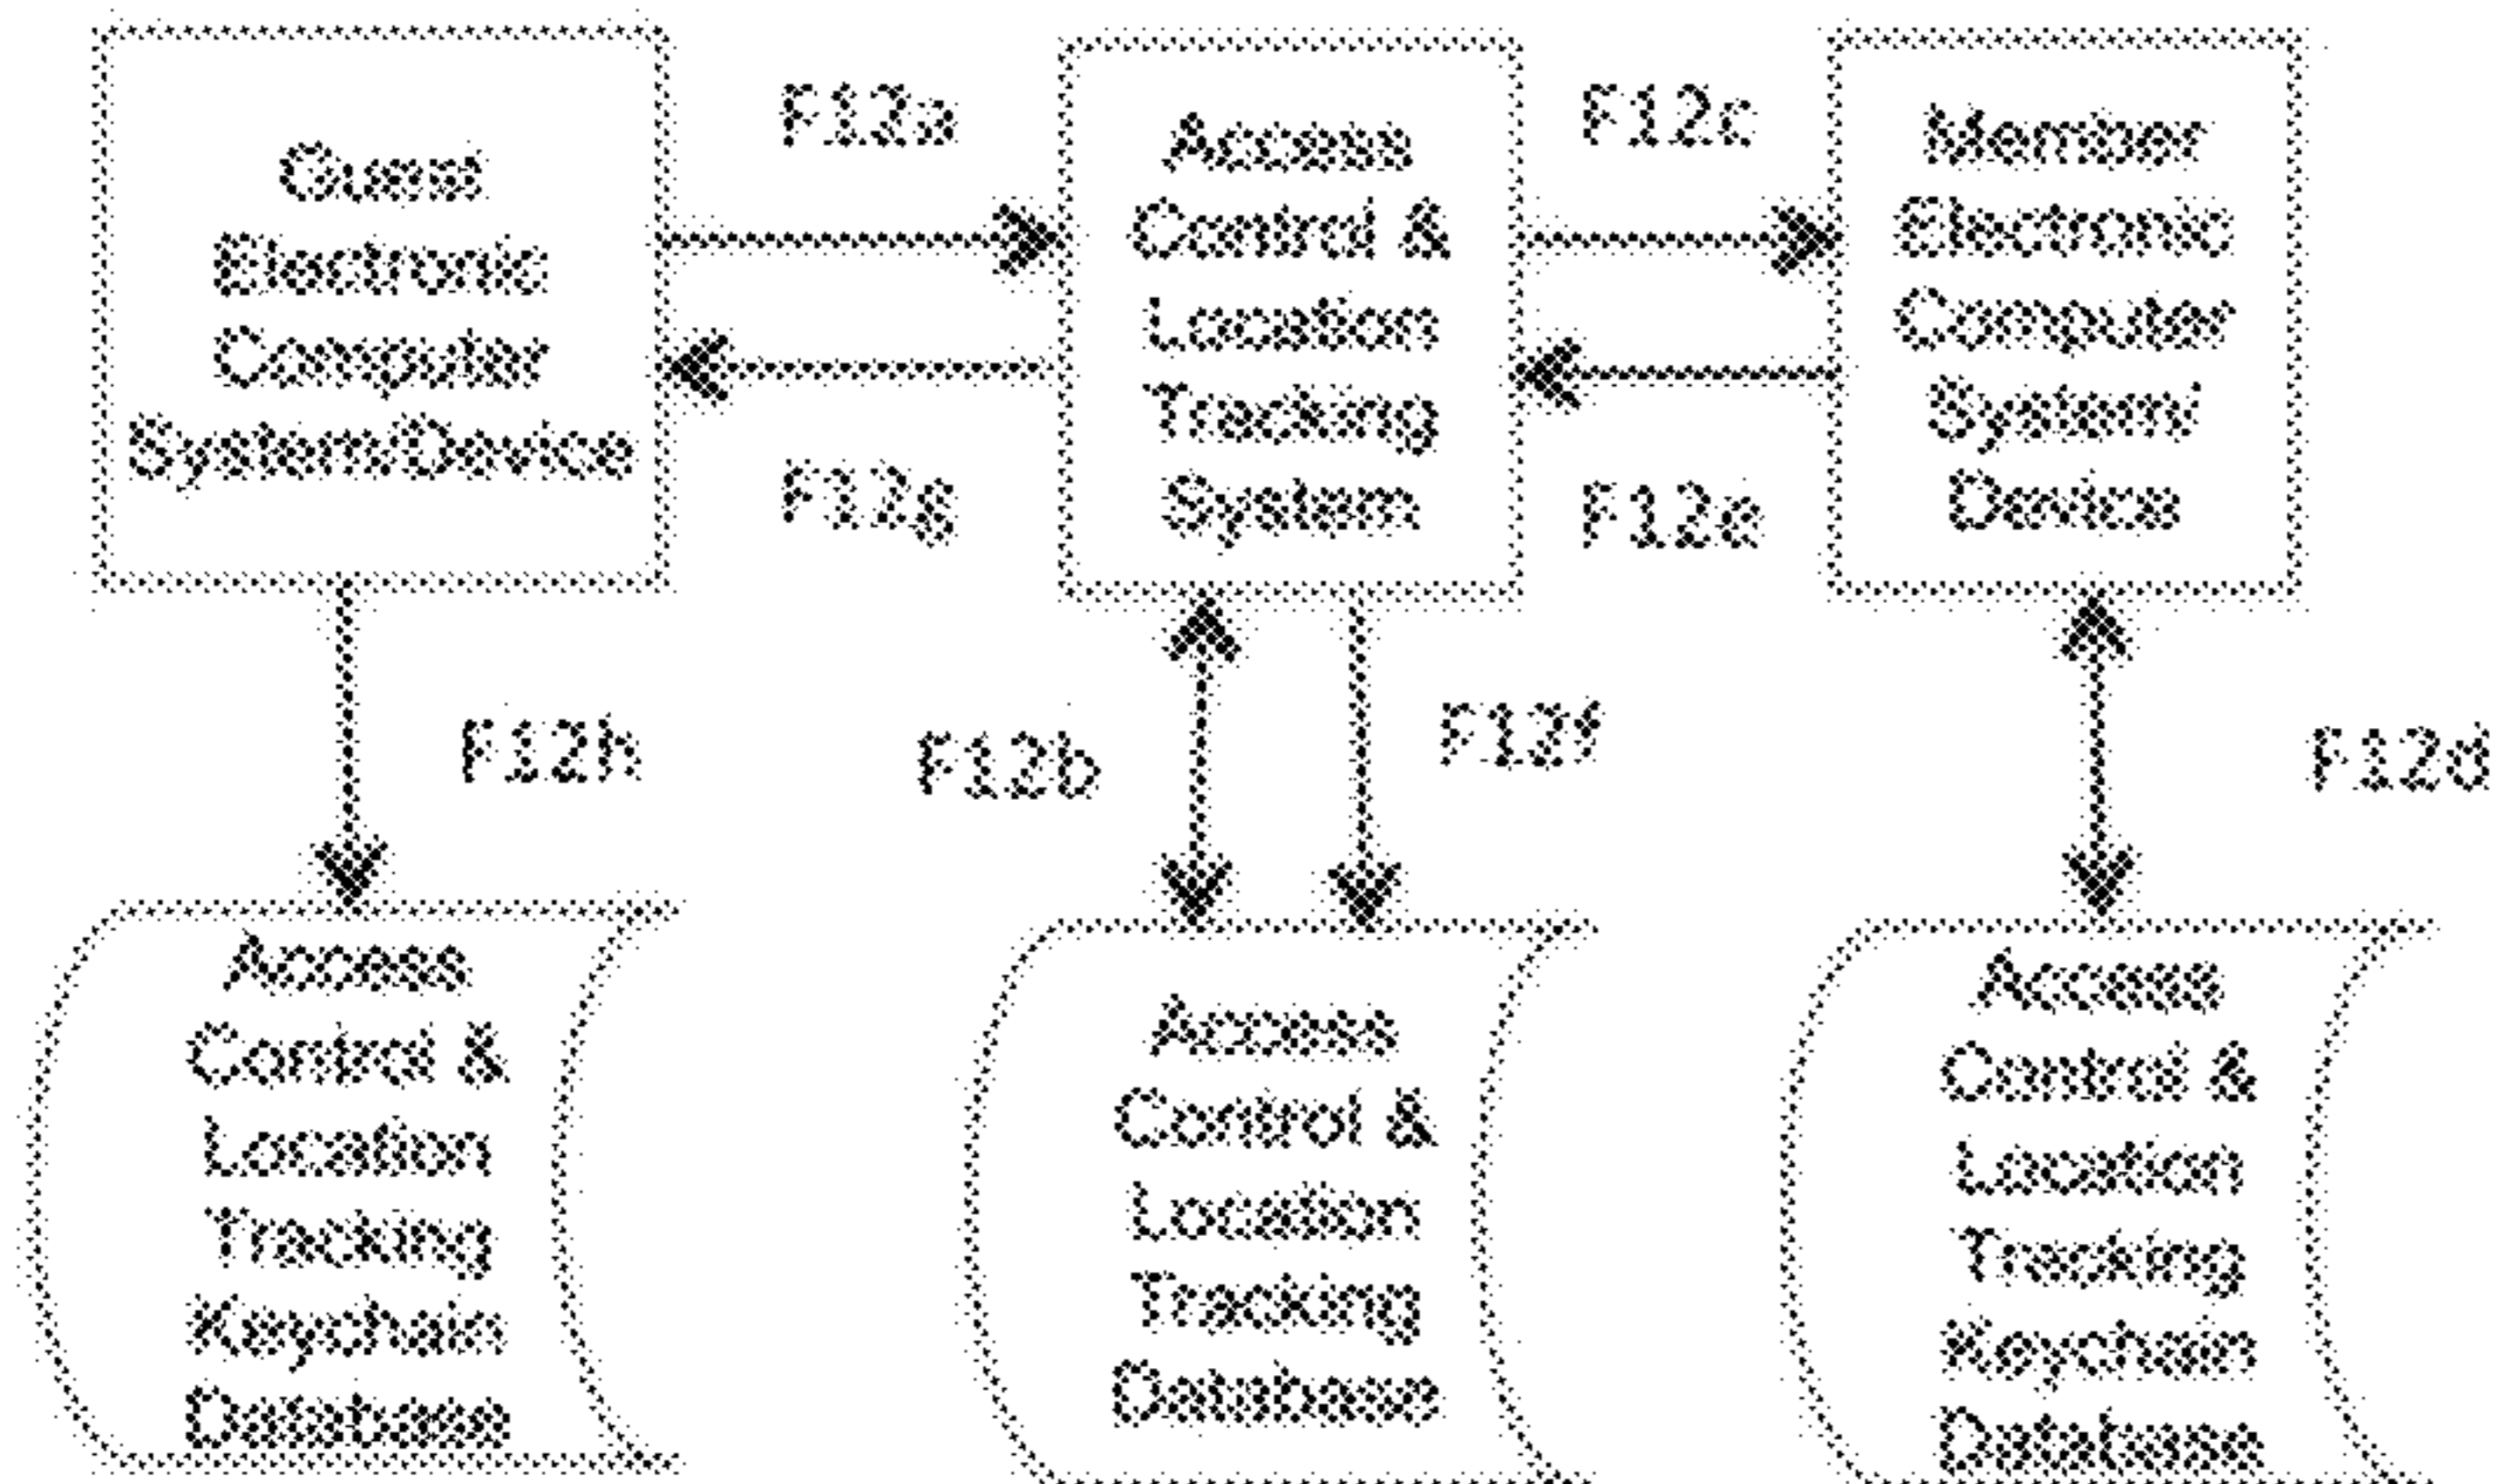 Guest
Electronic
Computer
System Device
F12a
Access
Control &
Location
Tracking
System
F12c
Member
Electronic
Computer
System
Device
F12g
F12e
F12h
F12b
F12f
F12d
Access
Control &
Location
Tracking
Keychain
Database
Access
Control &
Location
Tracking
Database
Access
Control &
Location
Tracking
Keychain
Database